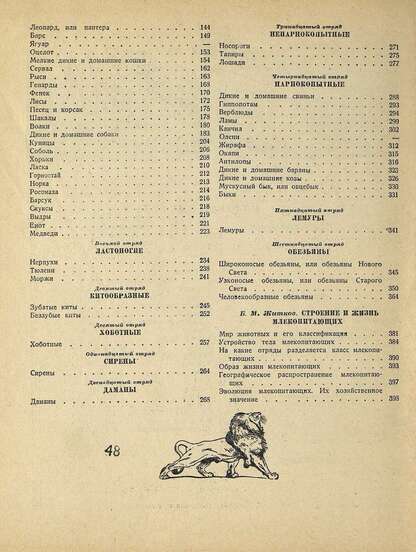 Леопард, или пантера 144
Барс 149
Ягуар —
Оцелот 153
Мелкие дикие и домашние кошки 154
Сервал 162
Рыси 163
Гепарды 168
Фенек 170
Лисы 172
Песец и корсак 175
Шакалы 178
Волки 180
Дикие и домашние собаки 183
Куницы 204
Соболь 206
Хорьки 208
Ласка 210
Горностай 212
Норка 213
Росомаха 214
Барсук 216
Скунсы 218
Выдры 219
Енот 221
Медведи 223
Восьмой отряд
ЛАСТОНОГИЕ
Нерпухи 234
Тюлени 238
Моржи 241
Девятый отряд
КИТООБРАЗНЫЕ
Зубатые киты 245
Беззубые киты 252
Десятый отряд
ХОБОТНЫЕ
Хоботные 257
Одиннадцатый отряд
СИРЕНЫ
Сирены 264
Двенадцатый отряд
ДАМАНЫ
Даманы 268
Тринадцатый отряд
НЕПАРНОКОПЫТНЫЕ
Носороги 271
Тапиры 275
Лошади 277
Четырнадцатый отряд
ПАРНОКОПЫТНЫЕ
Дикие и домашние свиньи 288
Гиппопотам 293
Верблюды 294
Ламы 299
Канчил 302
Олени —
Жирафа 312
Окапи 315
Антилопы 316
Дикие и домашние бараны 323
Дикие и домашние козы 326
Мускусный бык, или овцебык 330
Быки 331
Пятнадцатый отряд
ЛЕМУРЫ
Лемуры 341
Шестнадцатый отряд
ОБЕЗЬЯНЫ
Широконосые обезьяны, или обезьяны Нового
Света 345
Узконосые обезьяны, или обезьяны Старого
Света 350
Человекообразные обезьяны 364
Б. М. Житков. СТРОЕНИЕ И ЖИЗНЬ
МЛЕКОПИТАЮЩИХ
Мир животных и его классификация 381
Устройство тела млекопитающих 384
На какие отряды разделяется класс млекопи-
тающих 390
Образ жизни млекопитающих 393
Географическое распространение млекопитаю-
щих 397
Эволюция млекопитающих. Их хозяйственное
значение 398
48